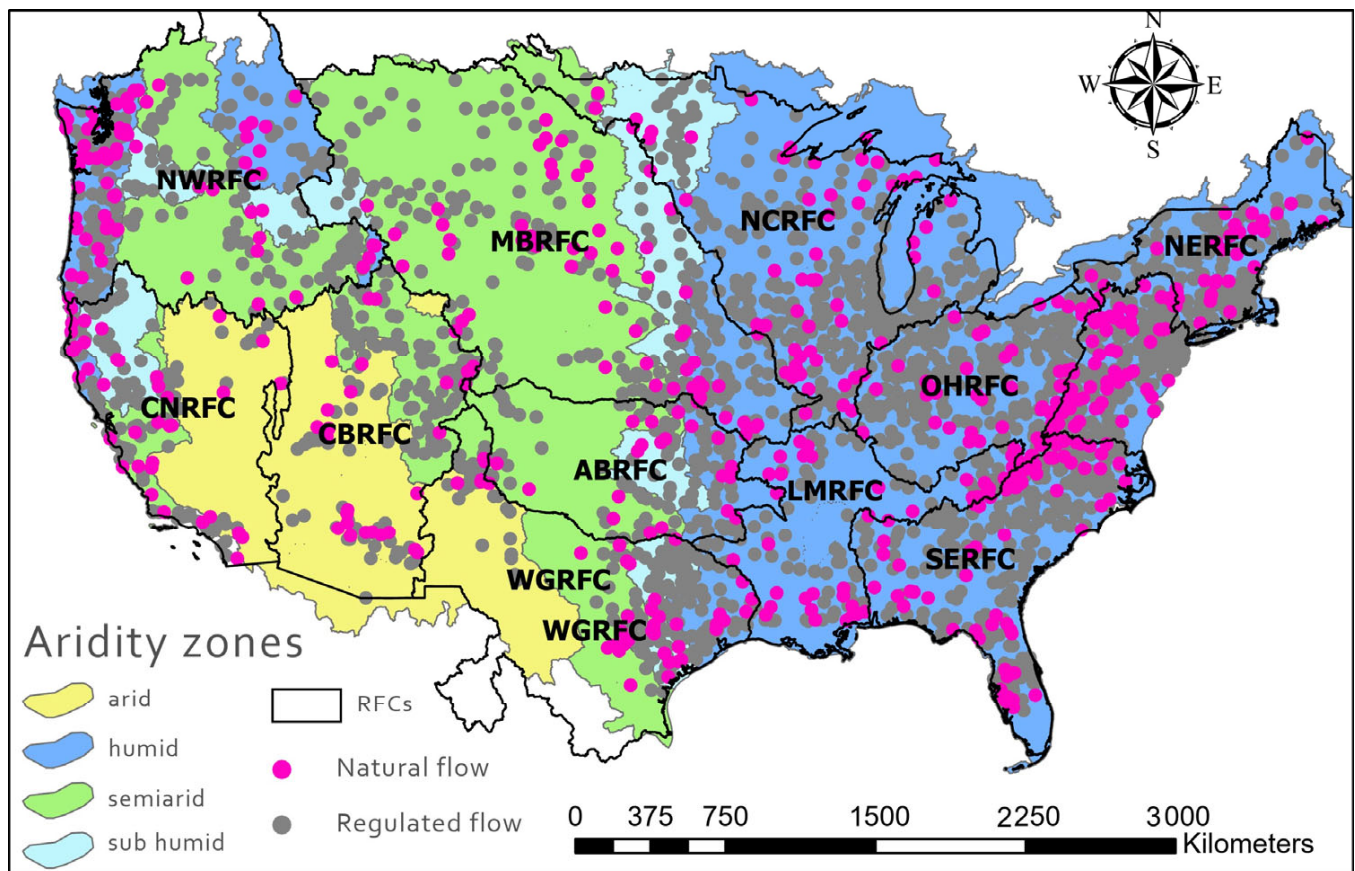 N
W E
S
NWRFC
MBRFC
NCRFC
NERFC
CNRFC
CBRFC
OHRFC
ABRFC
LMRFC
SERFC
WGRFC
WGRFC
Aridity zones
arid
humid
semiarid
sub humid
RFCs
Natural flow
Regulated flow
0 375 750 1500 2250 3000
Kilometers